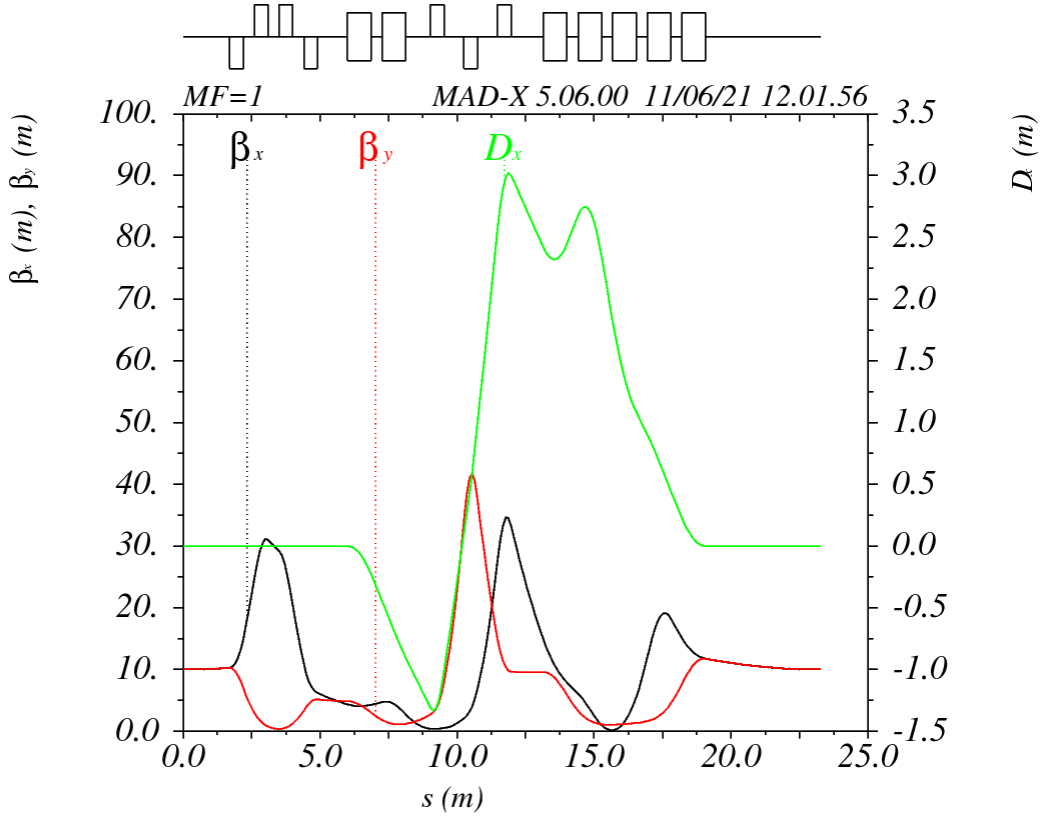 MF=1 MAD-X 5.06.00 11/06/21 12.01.56
βx (m), βy (m)
Dx (m)
βx βy Dx
100. 3.5
90. 3.0
80. 2.5
70. 2.0
60. 1.5
50. 1.0
40. 0.5
30. 0.0
20. -0.5
10. -1.0
0.0 -1.5
0.0 5.0 10.0 15.0 20.0 25.0
s (m)